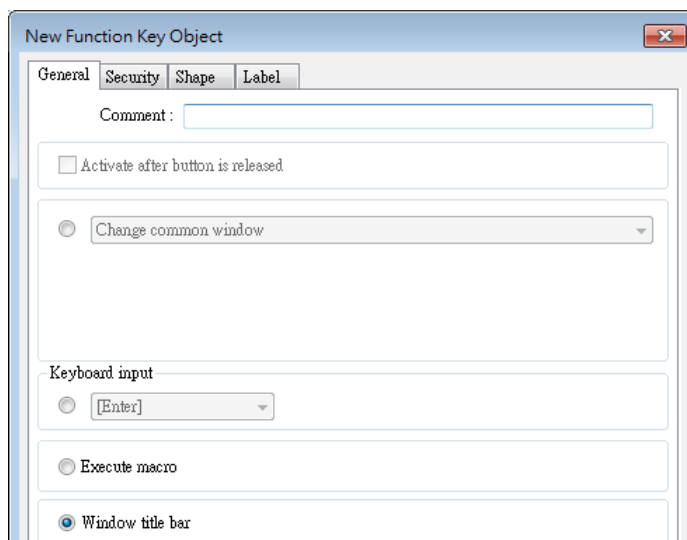 New Function Key Object
General Security Shape Label
Comment :
Activate after button is released
Change common window
Keyboard input
[Enter]
Execute macro
Window title bar